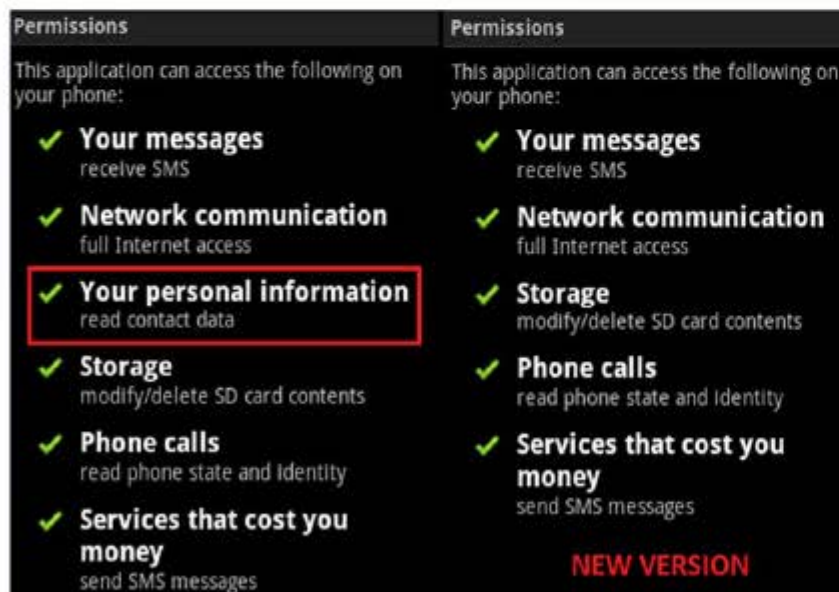 Permissions
This application can access the following on
your phone:
Your messages
receive SMS
Network communication
full Internet access
Your personal information
read contact data
Storage
modify/delete SD card contents
Phone calls
read phone state and identity
Services that cost you
money
send SMS messages
Permissions
This application can access the following on
your phone:
Your messages
receive SMS
Network communication
full Internet access
Storage
modify/delete SD card contents
Phone calls
read phone state and identity
Services that cost you
money
send SMS messages
NEW VERSION